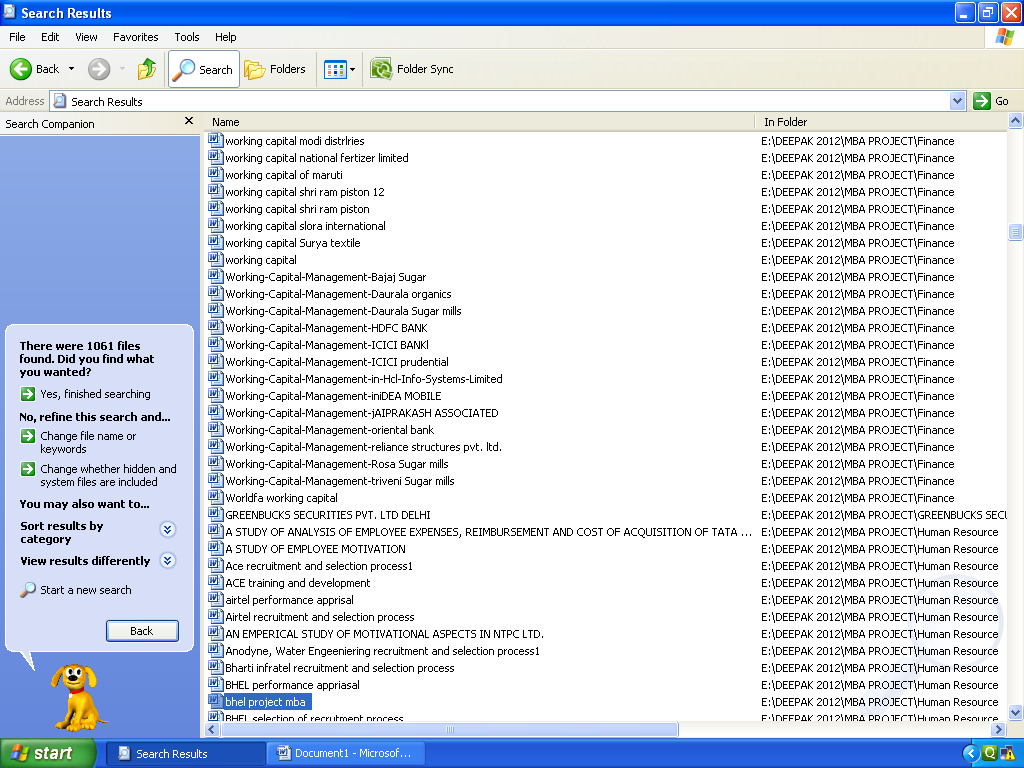 Search Results
File Edit View Favorites Tools Help
Back Search Folders Folder Sync
Address Search Results Go
Search Companion
There were 1061 files
found. Did you find what
you wanted?
Yes, finished searching
No, refine this search and...
Change file name or
keywords
Change whether hidden and
system files are included
You may also want to...
Sort results by
category
View results differently
Start a new search
Back
Name In Folder
working capital modi distrlries E:\DEEPAK 2012\MBA PROJECT\Finance
working capital national fertizer limited E:\DEEPAK 2012\MBA PROJECT\Finance
working capital of maruti E:\DEEPAK 2012\MBA PROJECT\Finance
working capital shri ram piston 12 E:\DEEPAK 2012\MBA PROJECT\Finance
working capital shri ram piston E:\DEEPAK 2012\MBA PROJECT\Finance
working capital slora international E:\DEEPAK 2012\MBA PROJECT\Finance
working capital Surya textile E:\DEEPAK 2012\MBA PROJECT\Finance
working capital E:\DEEPAK 2012\MBA PROJECT\Finance
Working-Capital-Management-Bajaj Sugar E:\DEEPAK 2012\MBA PROJECT\Finance
Working-Capital-Management-Daurala organics E:\DEEPAK 2012\MBA PROJECT\Finance
Working-Capital-Management-Daurala Sugar mills E:\DEEPAK 2012\MBA PROJECT\Finance
Working-Capital-Management-HDFC BANK E:\DEEPAK 2012\MBA PROJECT\Finance
Working-Capital-Management-ICICI BANKl E:\DEEPAK 2012\MBA PROJECT\Finance
Working-Capital-Management-ICICI prudential E:\DEEPAK 2012\MBA PROJECT\Finance
Working-Capital-Management-in-Hcl-Info-Systems-Limited E:\DEEPAK 2012\MBA PROJECT\Finance
Working-Capital-Management-iniDEA MOBILE E:\DEEPAK 2012\MBA PROJECT\Finance
Working-Capital-Management-jAIPRAKASH ASSOCIATED E:\DEEPAK 2012\MBA PROJECT\Finance
Working-Capital-Management-oriental bank E:\DEEPAK 2012\MBA PROJECT\Finance
Working-Capital-Management-reliance structures pvt. ltd. E:\DEEPAK 2012\MBA PROJECT\Finance
Working-Capital-Management-Rosa Sugar mills E:\DEEPAK 2012\MBA PROJECT\Finance
Working-Capital-Management-triveni Sugar mills E:\DEEPAK 2012\MBA PROJECT\Finance
Worldfa working capital E:\DEEPAK 2012\MBA PROJECT\Finance
GREENBUCKS SECURITIES PVT. LTD DELHI E:\DEEPAK 2012\MBA PROJECT\GREENBUCKS SECU
A STUDY OF ANALYSIS OF EMPLOYEE EXPENSES, REIMBURSEMENT AND COST OF ACQUISITION OF TATA ... E:\DEEPAK 2012\MBA PROJECT\Human Resource
A STUDY OF EMPLOYEE MOTIVATION E:\DEEPAK 2012\MBA PROJECT\Human Resource
Ace recruitment and selection process1 E:\DEEPAK 2012\MBA PROJECT\Human Resource
ACE training and development E:\DEEPAK 2012\MBA PROJECT\Human Resource
airtel performance apprisal E:\DEEPAK 2012\MBA PROJECT\Human Resource
Airtel recruitment and selection process E:\DEEPAK 2012\MBA PROJECT\Human Resource
AN EMPERICAL STUDY OF MOTIVATIONAL ASPECTS IN NTPC LTD. E:\DEEPAK 2012\MBA PROJECT\Human Resource
Anodyne, Water Engeeniering recruitment and selection process1 E:\DEEPAK 2012\MBA PROJECT\Human Resource
Bharti infratel recruitment and selection process E:\DEEPAK 2012\MBA PROJECT\Human Resource
BHEL performance appriasal E:\DEEPAK 2012\MBA PROJECT\Human Resource
bhel project mba E:\DEEPAK 2012\MBA PROJECT\Human Resource
BHEL selection of recrutment process E:\DEEPAK 2012\MBA PROJECT\Human Resource
start Search Results Document1 - Microsof...